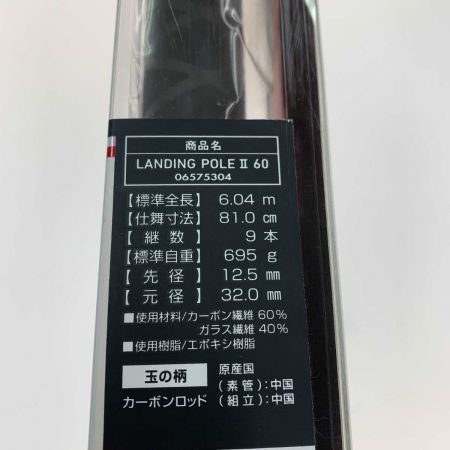 商品名
LANDING POLE Ⅱ 60
06575304
【標準全長】 6.04 m
【仕舞寸法】 81.0 cm
【継数】 9 本
【標準自重】 695 g
【先径】 12.5 mm
【元径】 32.0 mm
■使用材料/カーボン繊維 60%
ガラス繊維 40%
■使用樹脂/エポキシ樹脂
玉の柄 原産国
(素管):中国
カーボンロッド (組立):中国